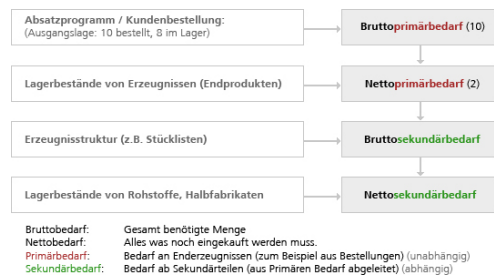 Absatzprogramm / Kundenbestellung:
(Ausgangslage: 10 bestellt, 8 im Lager)
Bruttoprimärbedarf (10)
Lagerbestände von Erzeugnissen (Endprodukten)
Nettoprimärbedarf (2)
Erzeugnisstruktur (z.B. Stücklisten)
Bruttosekundärbedarf
Lagerbestände von Rohstoffe, Halbfabrikaten
Nettosekundärbedarf
Bruttobedarf: Gesamt benötigte Menge
Nettobedarf: Alles was noch eingekauft werden muss.
Primärbedarf: Bedarf an Enderzeugnissen (zum Beispiel aus Bestellungen) (unabhängig)
Sekundärbedarf: Bedarf ab Sekundärteilen (aus Primären Bedarf abgeleitet) (abhängig)